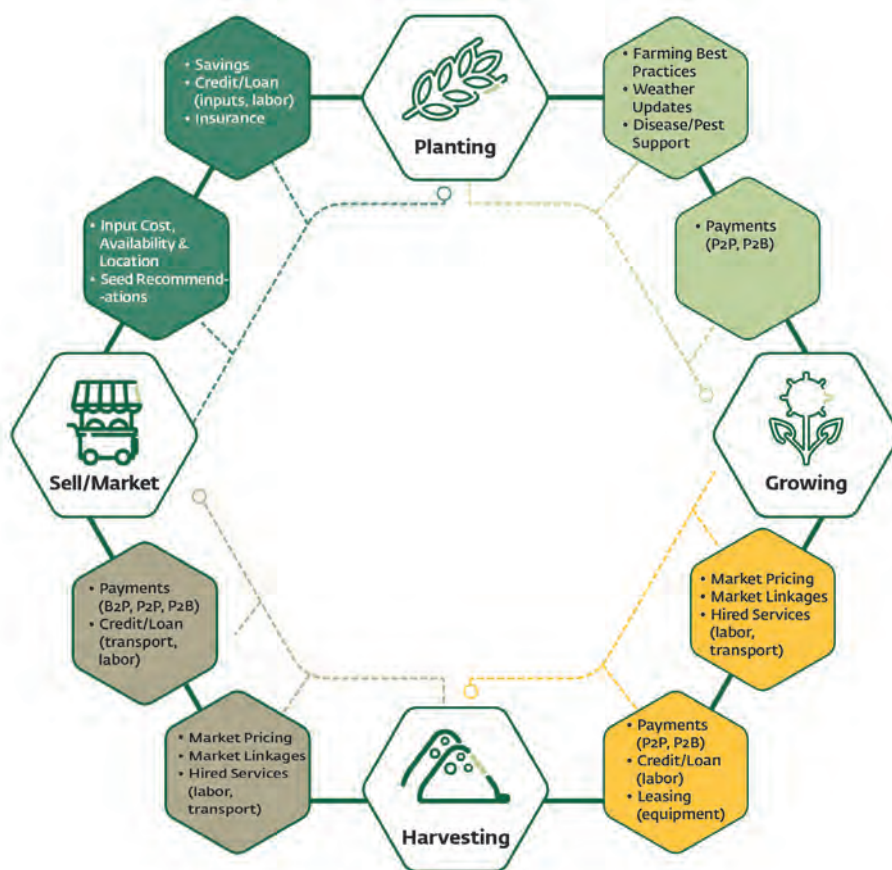 • Savings
• Credit/Loan
(inputs, labor)
• Insurance
Planting
• Farming Best
Practices
• Weather
Updates
• Disease/Pest
Support
• Input Cost,
Availability &
Location
• Seed Recommend-
-ations
• Payments
(P2P, P2B)
Sell/Market
Growing
• Payments
(B2P, P2P, P2B)
• Credit/Loan
(transport,
labor)
• Market Pricing
• Market Linkages
• Hired Services
(labor,
transport)
• Market Pricing
• Market Linkages
• Hired Services
(labor,
transport)
Harvesting
• Payments
(P2P, P2B)
• Credit/Loan
(labor)
• Leasing
(equipment)